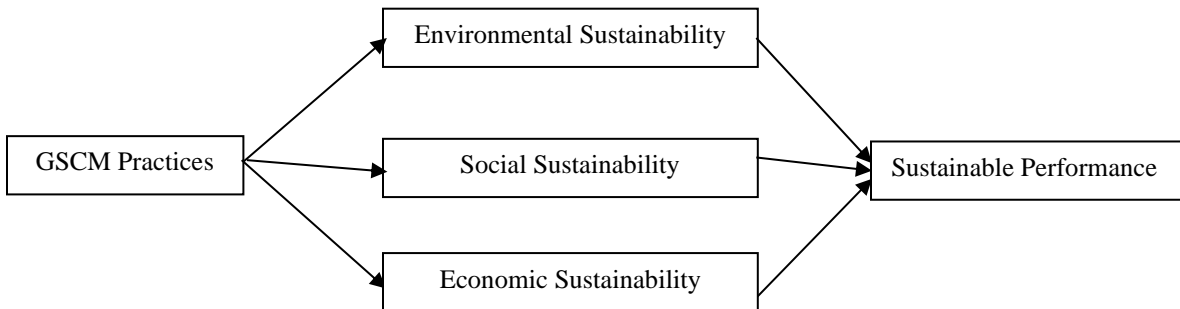 Environmental Sustainability
GSCM Practices
Social Sustainability
Sustainable Performance
Economic Sustainability